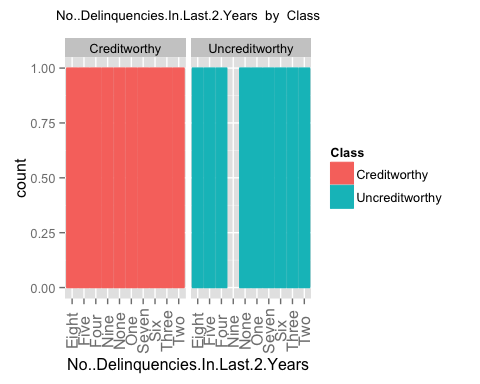 No..Delinquencies.In.Last.2.Years by Class
Creditworthy Uncreditworthy
1.00
0.75
0.50
0.25
0.00
count
Eight Five Four Nine None One Seven Six Three Two Eight Five Four Nine None One Seven Six Three Two
No..Delinquencies.In.Last.2.Years
Class
Creditworthy
Uncreditworthy